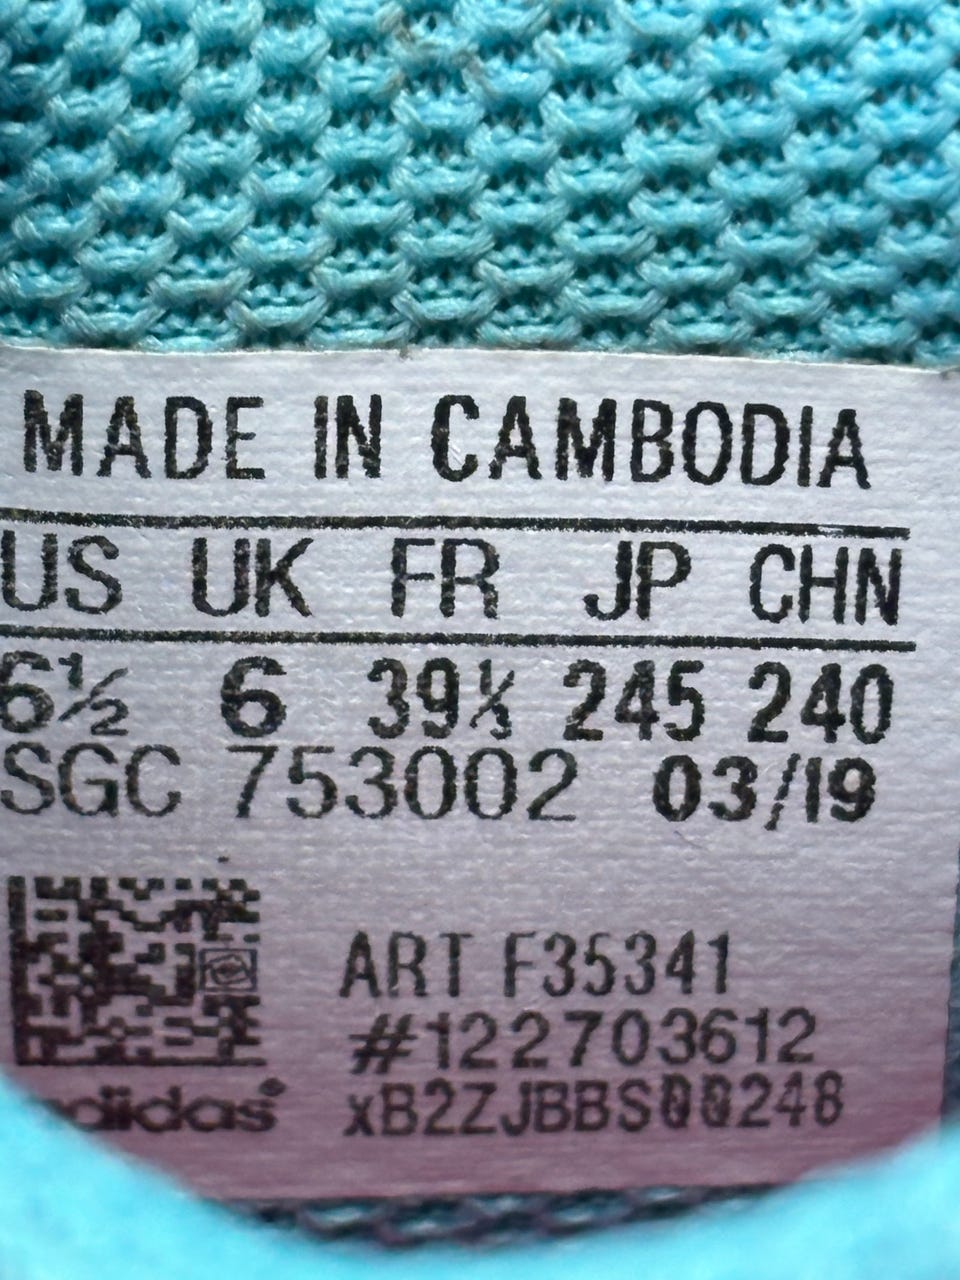 MADE IN CAMBODIA
US UK FR JP CHN
6½ 6 39⅓ 245 240
SGC 753002 03/19
ART F35341
#122703612
adidas® xB2ZJBBS00248